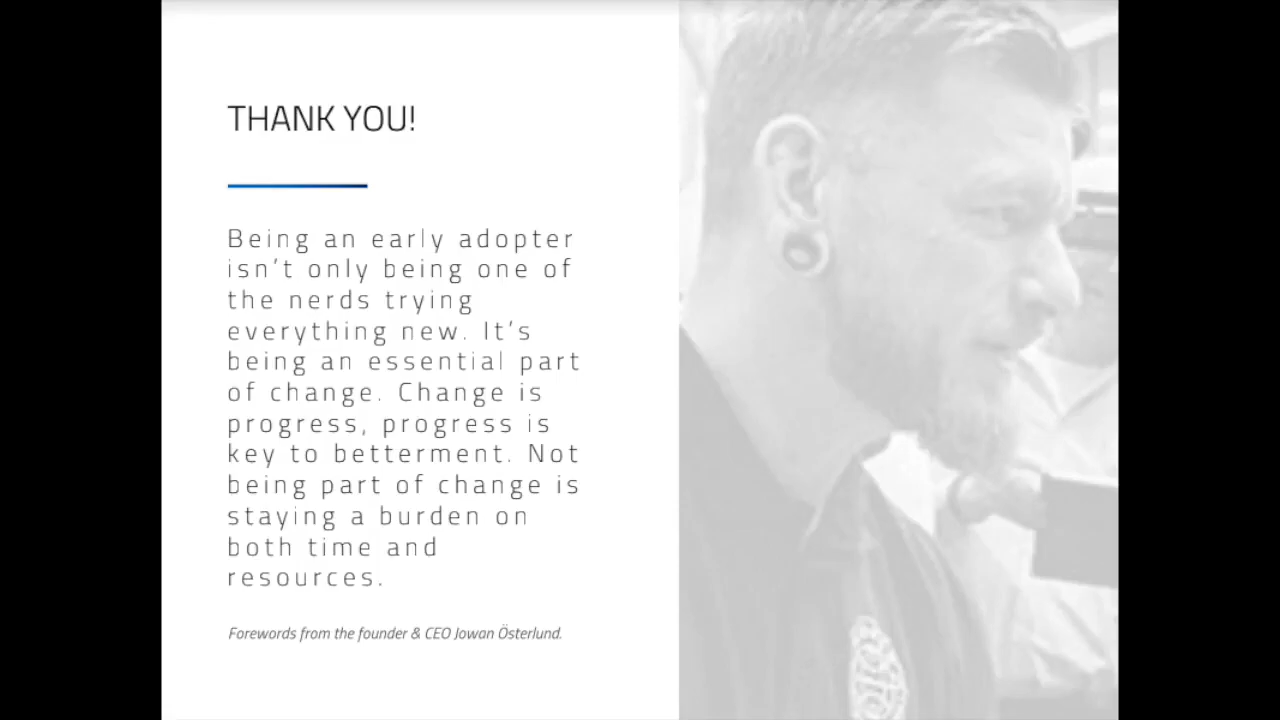 THANK YOU!
Being an early adopter
isn't only being one of
the nerds trying
everything new. It's
being an essential part
of change. Change is
progress, progress is
key to betterment. Not
being part of change is
staying a burden on
both time and
resources.
Forewords from the founder & CEO Jowan Österlund.